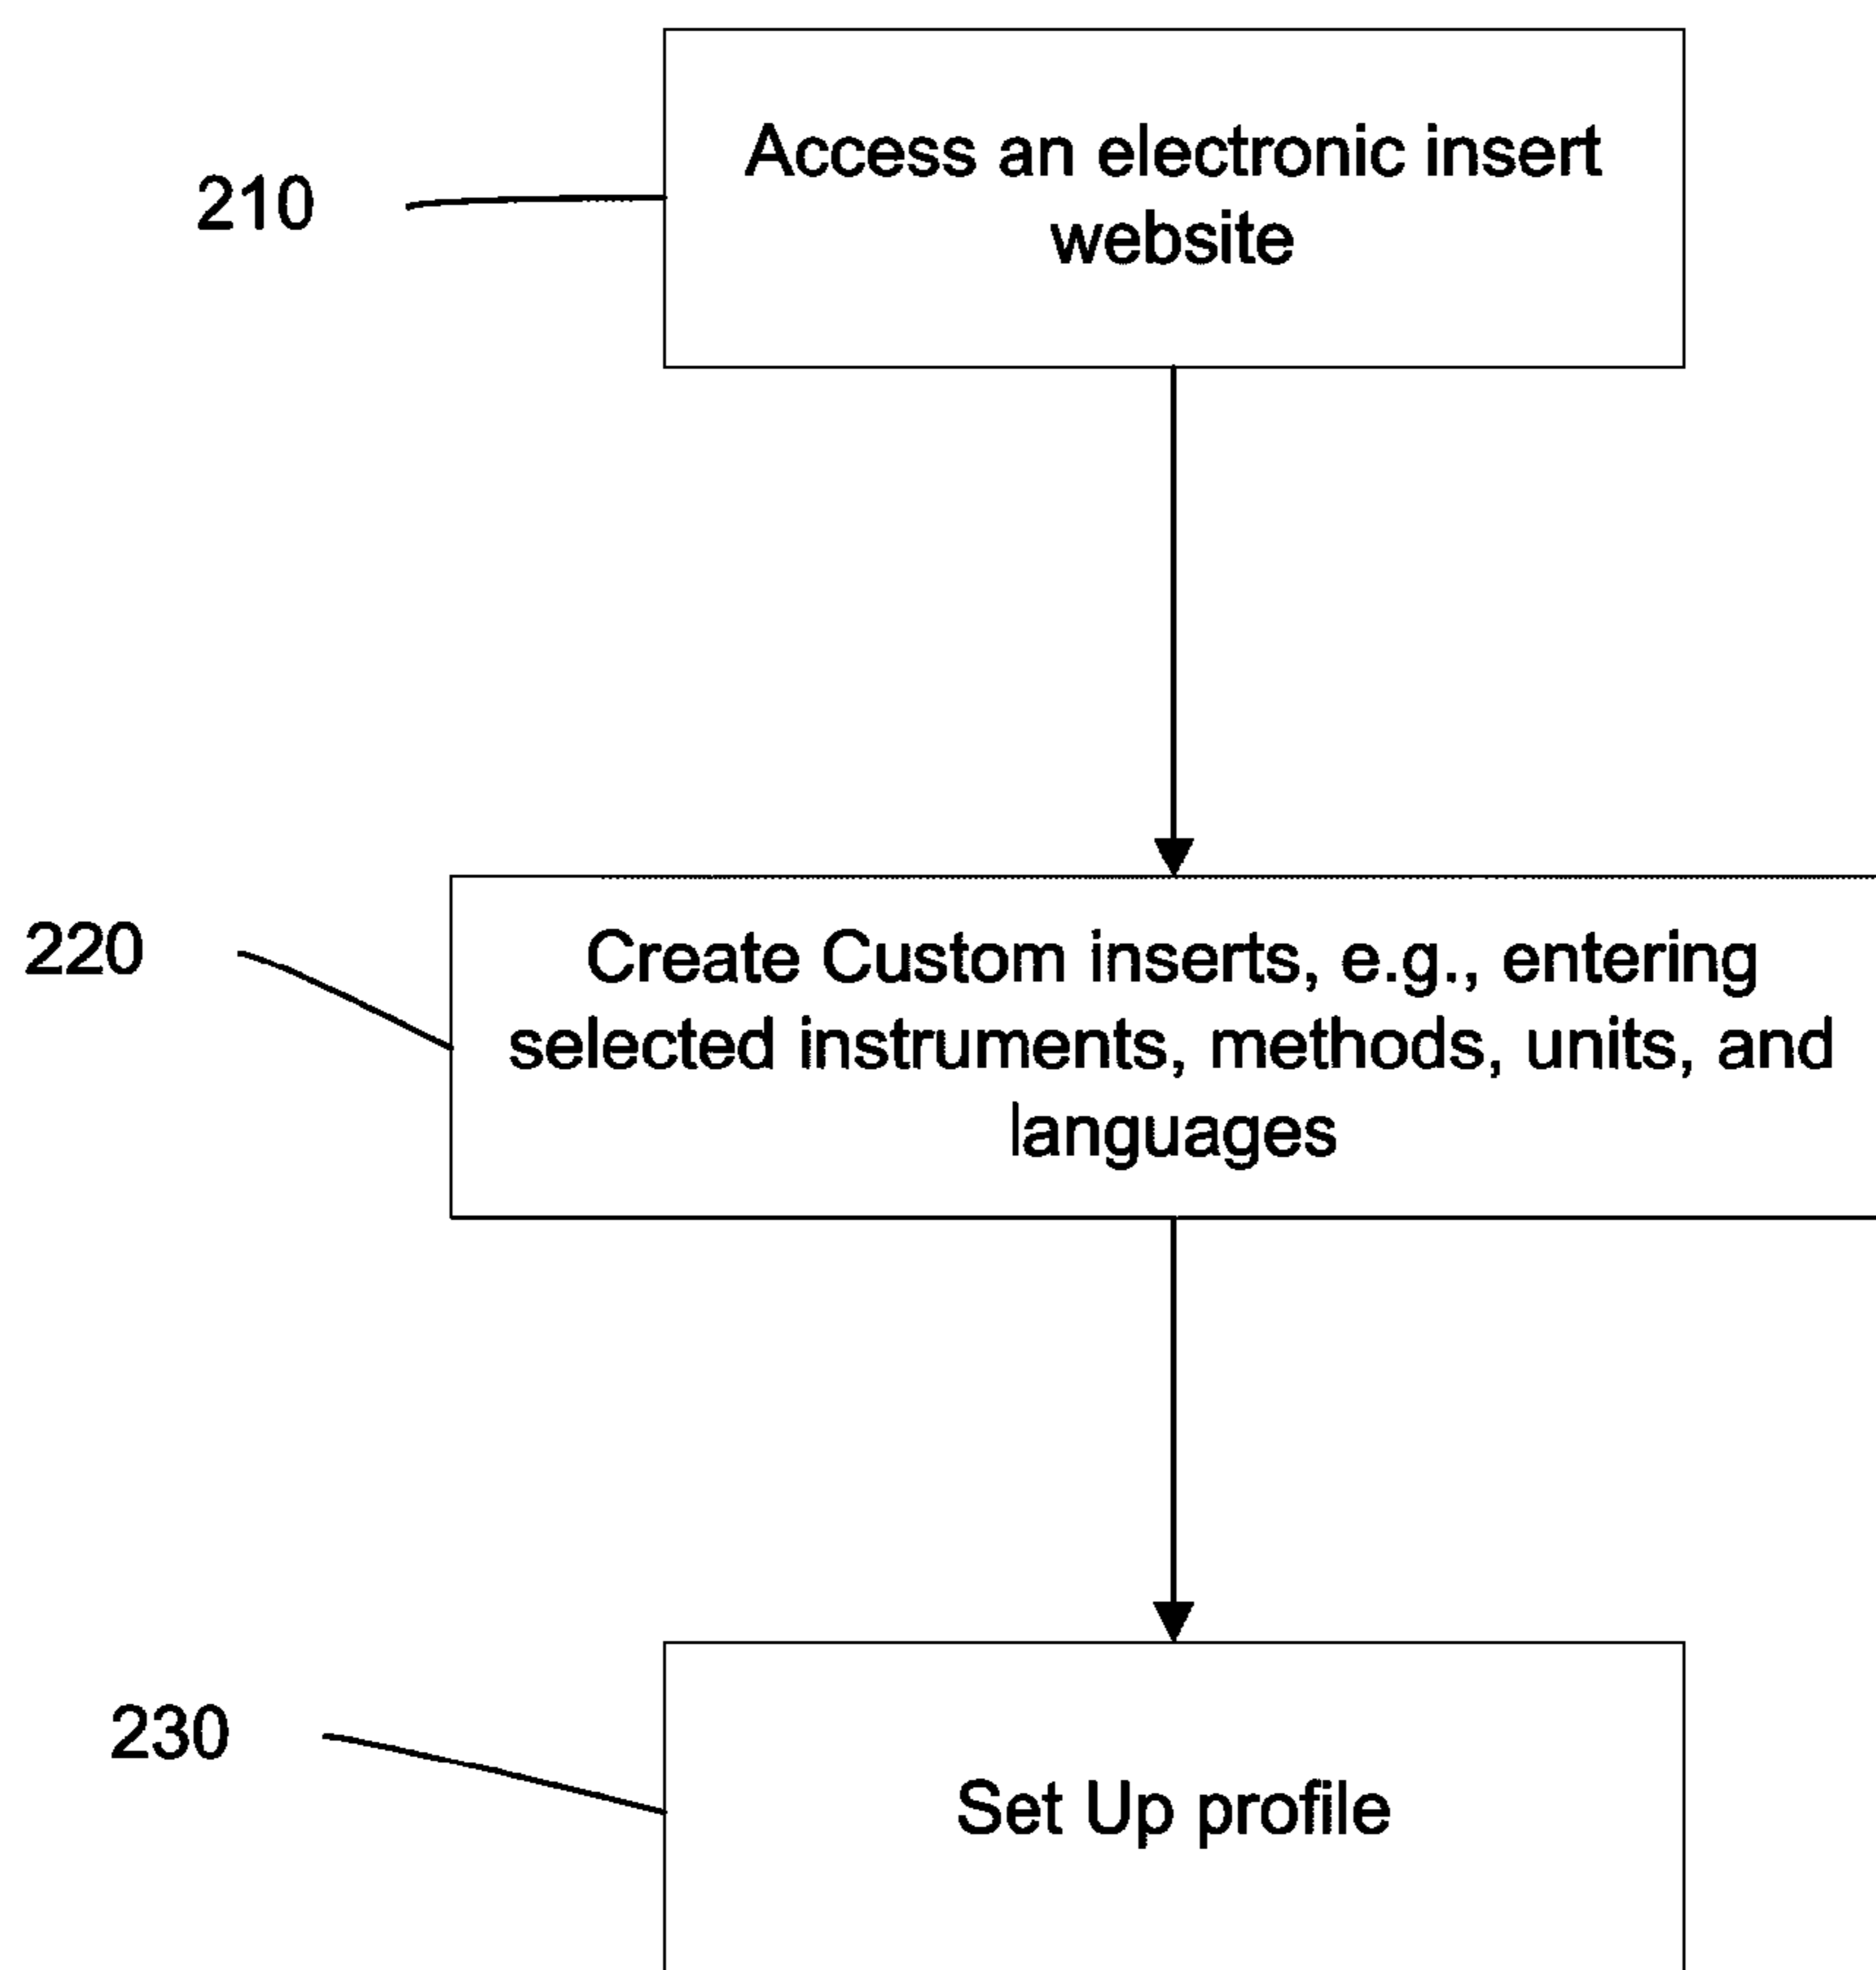 210
Access an electronic insert
website
220
Create Custom inserts, e.g., entering
selected instruments, methods, units, and
languages
230
Set Up profile